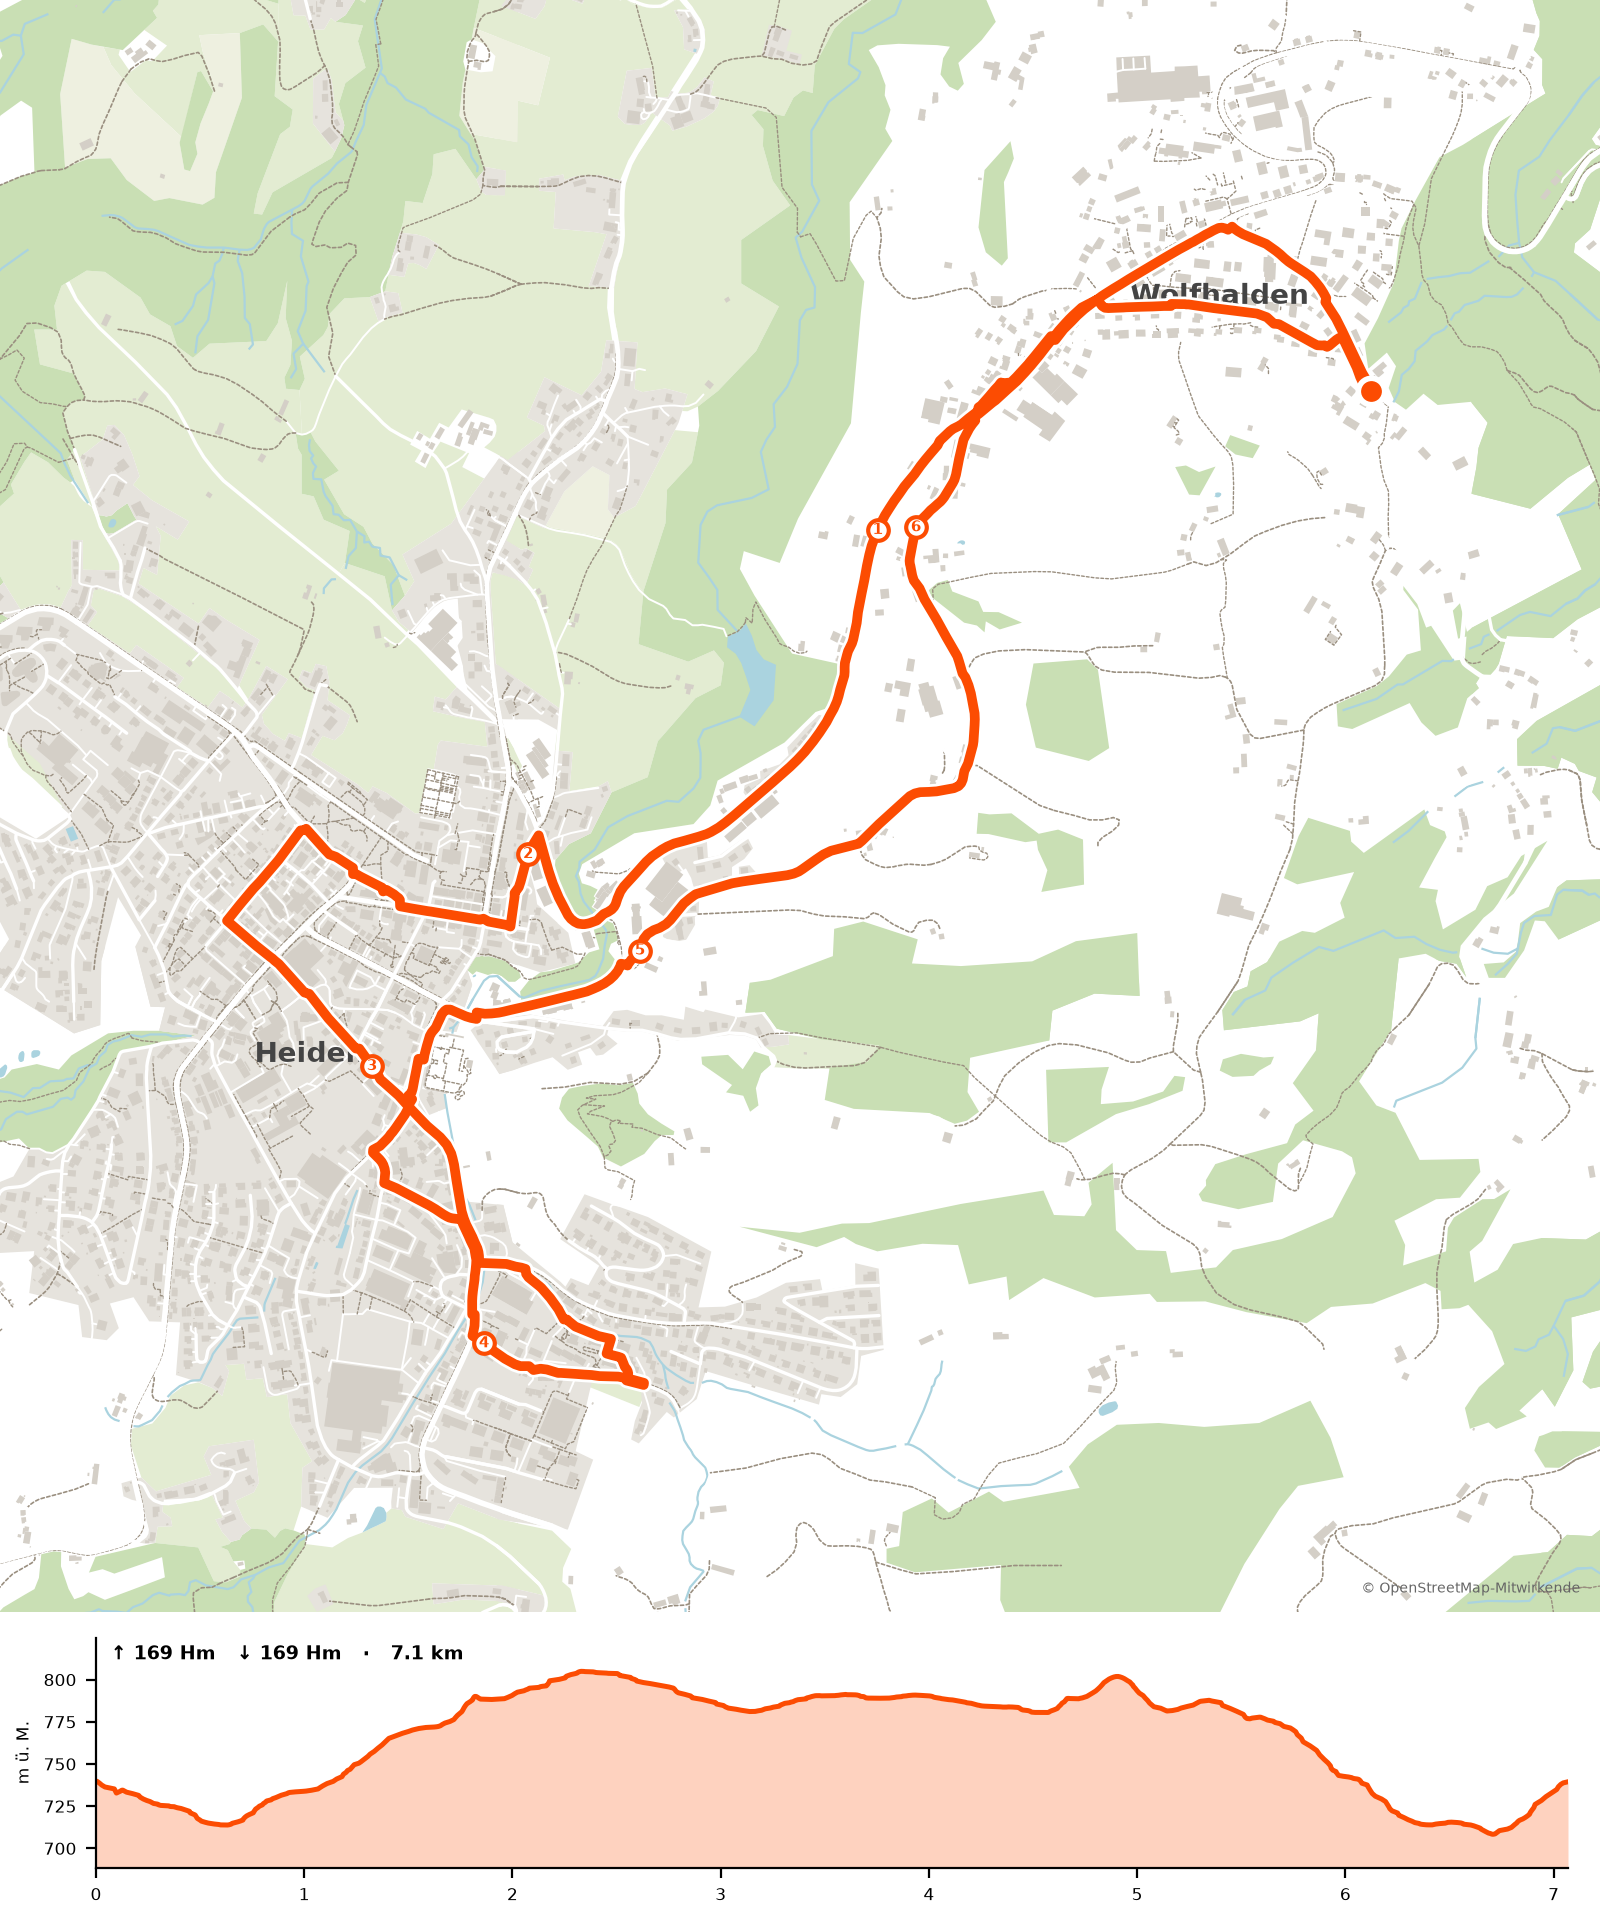 Wolfhalden
1
6
2
5
Heiden
3
4
© OpenStreetMap-Mitwirkende
↑ 169 Hm ↓ 169 Hm · 7.1 km
m ü. M.
800
775
750
725
700
0 1 2 3 4 5 6 7